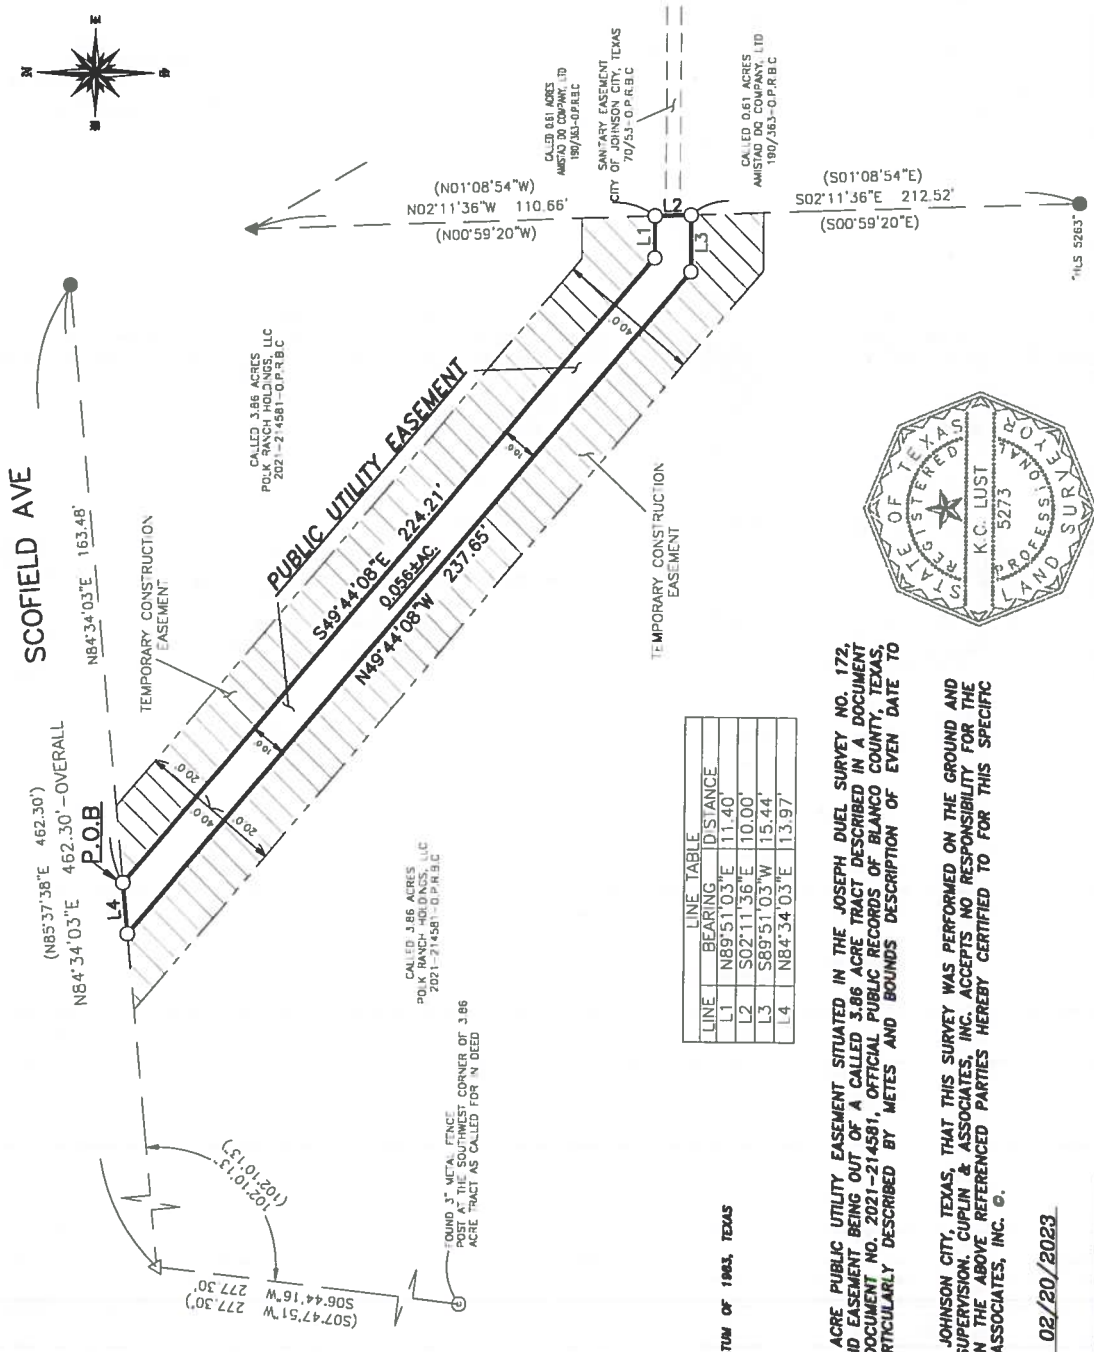 N
E
SCOFIELD AVE
(N85°37'38"E 462.30')
N84°34'03"E 462.30'-OVERALL
N84°34'03"E 163.48'
P.O.B
L4
TEMPORARY CONSTRUCTION
EASEMENT
CALLED 3.86 ACRES
POLK RANCH HOLDINGS, LLC
2021-214581-O.P.R.B.C
PUBLIC UTILITY EASEMENT
S49°44'08"E 224.21'
0.056±AC.
N49°44'08"W 237.65'
20.0'
40.0'
20.0'
10.0'
10.0'
40.0'
(N01°08'54"W)
N02°11'36"W 110.66'
(N00°59'20"W)
CALLED 0.61 ACRES
AMISTAD DQ COMPANY, LTD
190/363-O.P.R.B.C
SANITARY EASEMENT
CITY OF JOHNSON CITY, TEXAS
70/53-O.P.R.B.C
CALLED 0.61 ACRES
AMISTAD DQ COMPANY, LTD
190/363-O.P.R.B.C
L1
L2
L3
(S01°08'54"E)
S02°11'36"E 212.52'
(S00°59'20"E)
5263"
TEMPORARY CONSTRUCTION
EASEMENT
CALLED 3.86 ACRES
POLK RANCH HOLDINGS, LLC
2021-214581-O.P.R.B.C
102°10'13"
(102°10'13")
S06°44'16"W 277.30'
(S07°47'51"W 277.30')
FOUND 3" METAL FENCE
POST AT THE SOUTHWEST CORNER OF 3.86
ACRE TRACT AS CALLED FOR IN DEED
LINE TABLE
LINE BEARING DISTANCE
L1 N89°51'03"E 11.40'
L2 S02°11'36"E 10.00'
L3 S89°51'03"W 15.44'
L4 N84°34'03"E 13.97'
STATE OF TEXAS
REGISTERED
K.C. LUST
5273
PROFESSIONAL
LAND SURVEYOR
TUM OF 1983, TEXAS
ACRE PUBLIC UTILITY EASEMENT SITUATED IN THE JOSEPH DUEL SURVEY NO. 172,
ID EASEMENT BEING OUT OF A CALLED 3.86 ACRE TRACT DESCRIBED IN A DOCUMENT
DOCUMENT NO. 2021-214581, OFFICIAL PUBLIC RECORDS OF BLANCO COUNTY, TEXAS,
RTICULARLY DESCRIBED BY METES AND BOUNDS DESCRIPTION OF EVEN DATE TO
JOHNSON CITY, TEXAS, THAT THIS SURVEY WAS PERFORMED ON THE GROUND AND
SUPERVISION. CUPLIN & ASSOCIATES, INC. ACCEPTS NO RESPONSIBILITY FOR THE
N THE ABOVE REFERENCED PARTIES HEREBY CERTIFIED TO FOR THIS SPECIFIC
ASSOCIATES, INC. ©.
02/20/2023